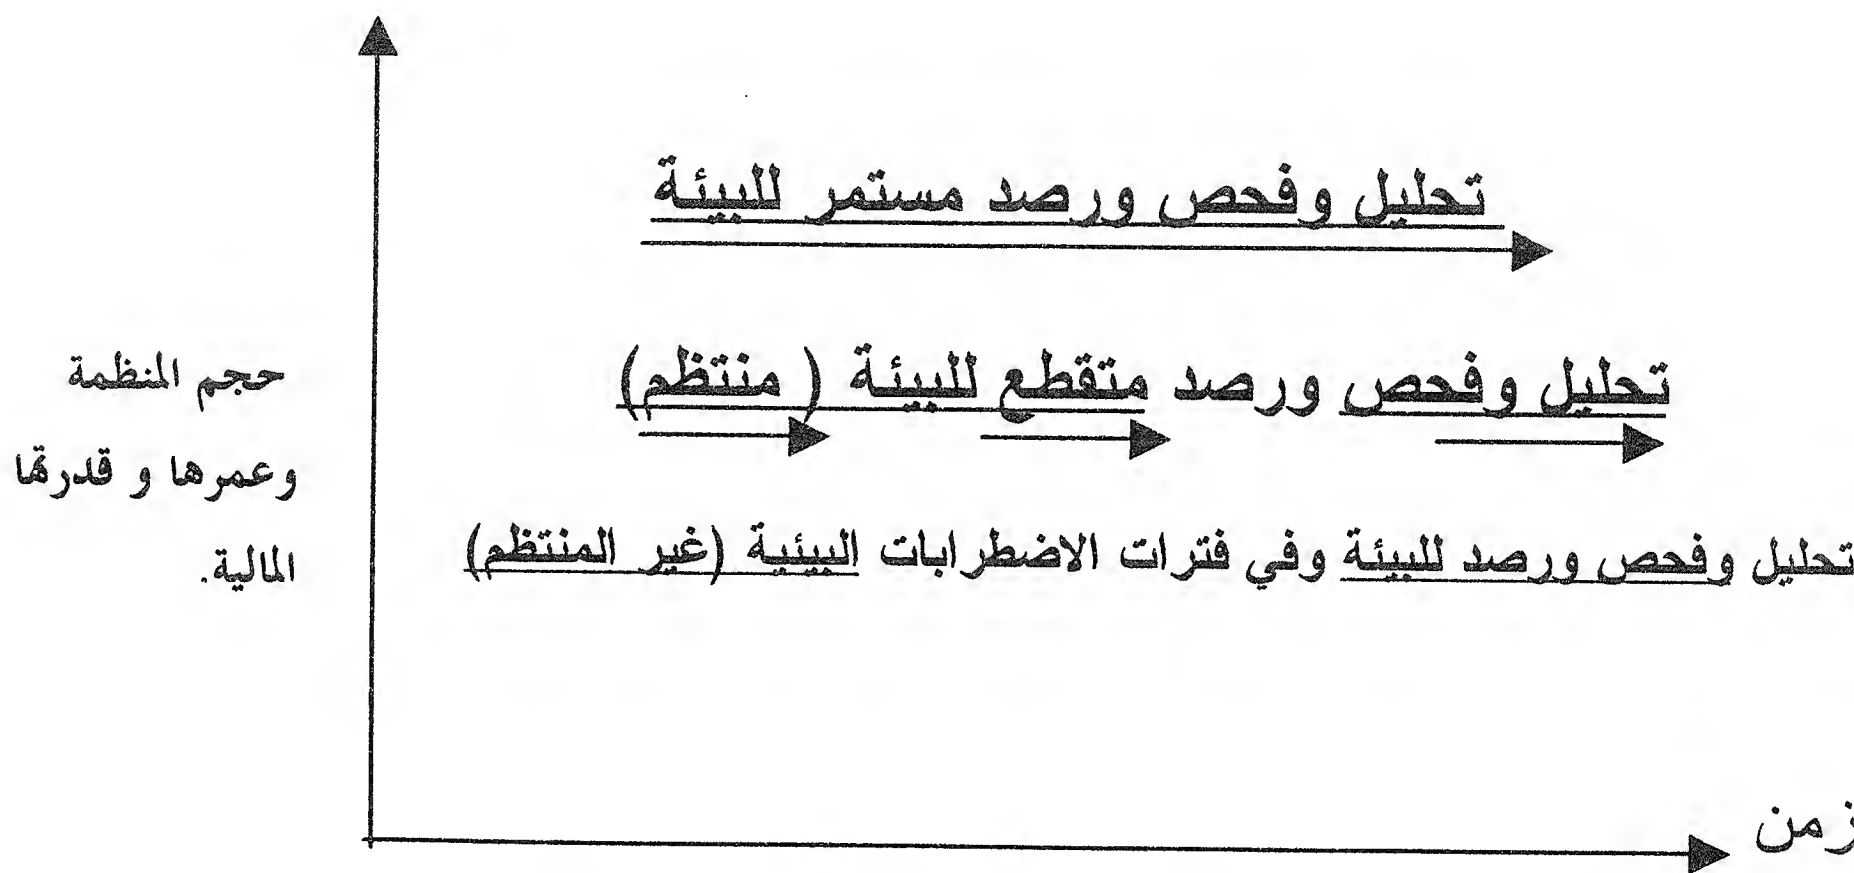 تحليل وفحص ورصد مستمر للبيئة
تحليل وفحص ورصد متقطع للبيئة ( منتظم)
تحليل وفحص ورصد للبيئة وفي فترات الاضطرابات البيئية (غير المنتظم)
حجم المنظمة
وعمرها و قدرتها
المالية.
زمن